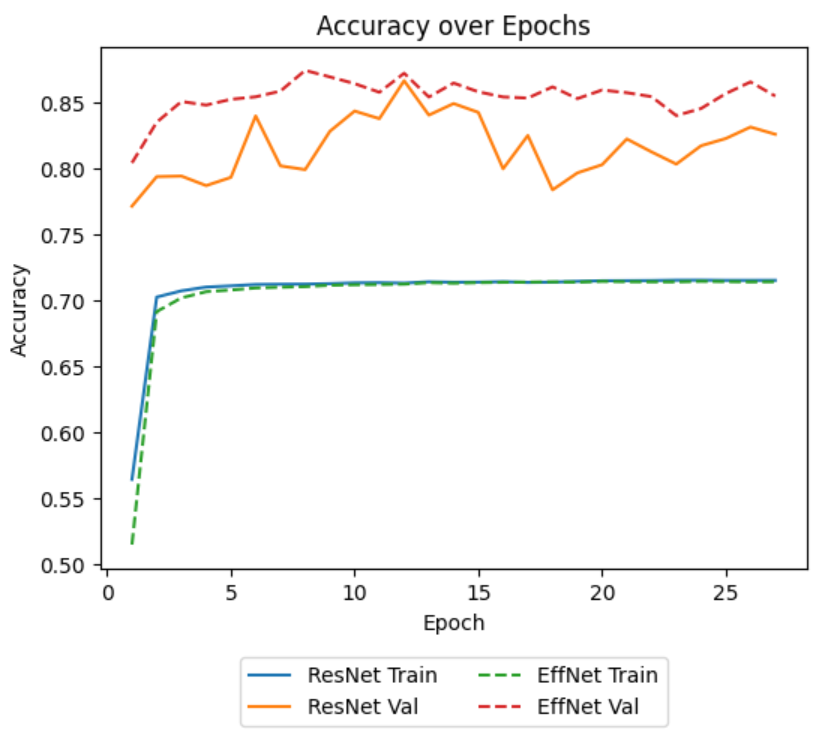 Accuracy over Epochs
0.85
0.80
0.75
0.70
0.65
0.60
0.55
0.50
Accuracy
0 5 10 15 20 25
Epoch
ResNet Train EffNet Train
ResNet Val EffNet Val